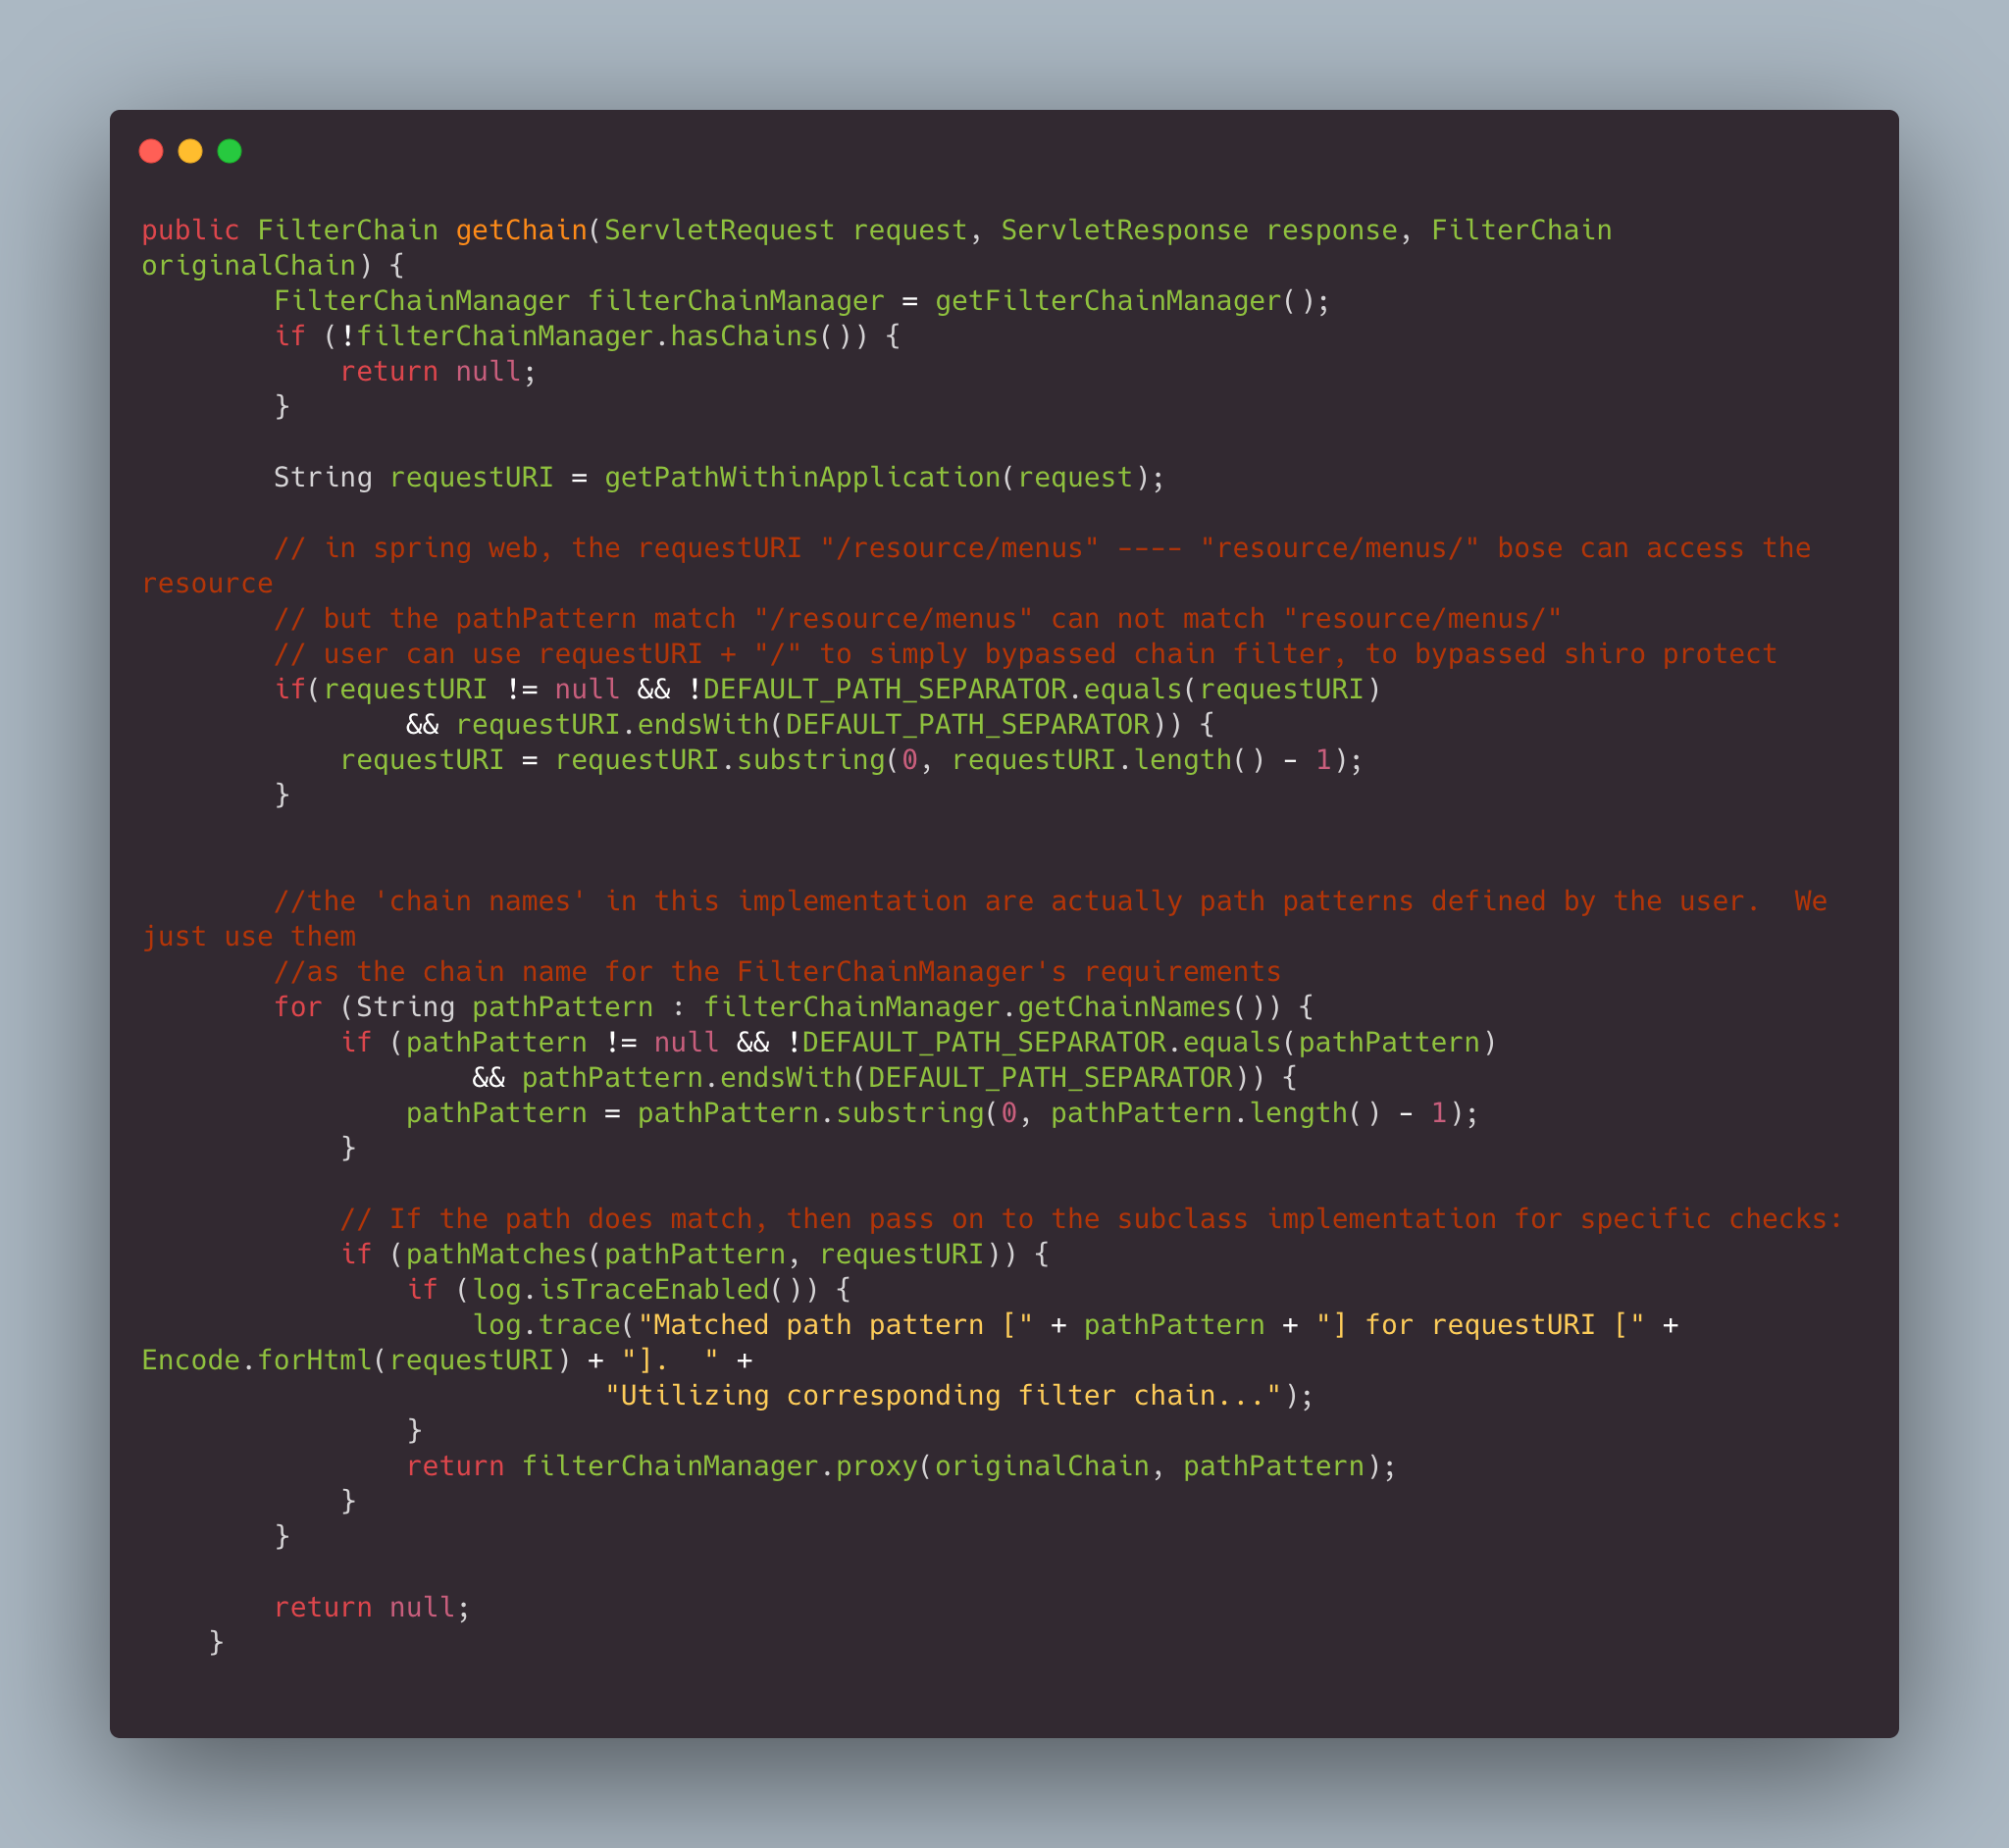 public FilterChain getChain(ServletRequest request, ServletResponse response, FilterChain
originalChain) {
        FilterChainManager filterChainManager = getFilterChainManager();
        if (!filterChainManager.hasChains()) {
            return null;
        }

        String requestURI = getPathWithinApplication(request);

        // in spring web, the requestURI "/resource/menus" ---- "resource/menus/" bose can access the
resource
        // but the pathPattern match "/resource/menus" can not match "resource/menus/"
        // user can use requestURI + "/" to simply bypassed chain filter, to bypassed shiro protect
        if(requestURI != null && !DEFAULT_PATH_SEPARATOR.equals(requestURI)
                && requestURI.endsWith(DEFAULT_PATH_SEPARATOR)) {
            requestURI = requestURI.substring(0, requestURI.length() - 1);
        }


        //the 'chain names' in this implementation are actually path patterns defined by the user.  We
just use them
        //as the chain name for the FilterChainManager's requirements
        for (String pathPattern : filterChainManager.getChainNames()) {
            if (pathPattern != null && !DEFAULT_PATH_SEPARATOR.equals(pathPattern)
                    && pathPattern.endsWith(DEFAULT_PATH_SEPARATOR)) {
                pathPattern = pathPattern.substring(0, pathPattern.length() - 1);
            }

            // If the path does match, then pass on to the subclass implementation for specific checks:
            if (pathMatches(pathPattern, requestURI)) {
                if (log.isTraceEnabled()) {
                    log.trace("Matched path pattern [" + pathPattern + "] for requestURI [" +
Encode.forHtml(requestURI) + "].  " +
                            "Utilizing corresponding filter chain...");
                }
                return filterChainManager.proxy(originalChain, pathPattern);
            }
        }

        return null;
    }